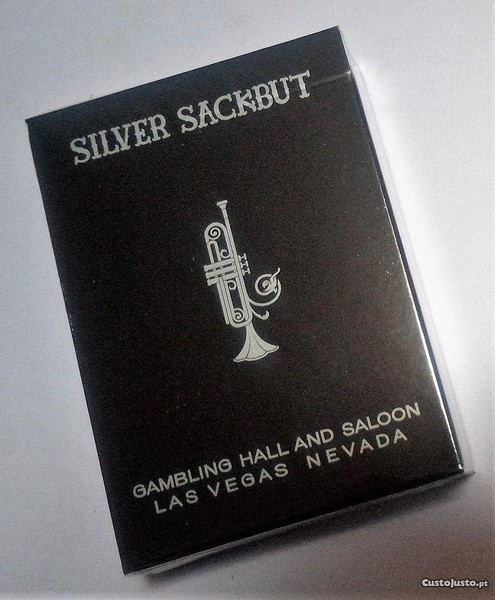 SILVER SACKBUT
GAMBLING HALL AND SALOON
LAS VEGAS NEVADA
CustoJusto.pt